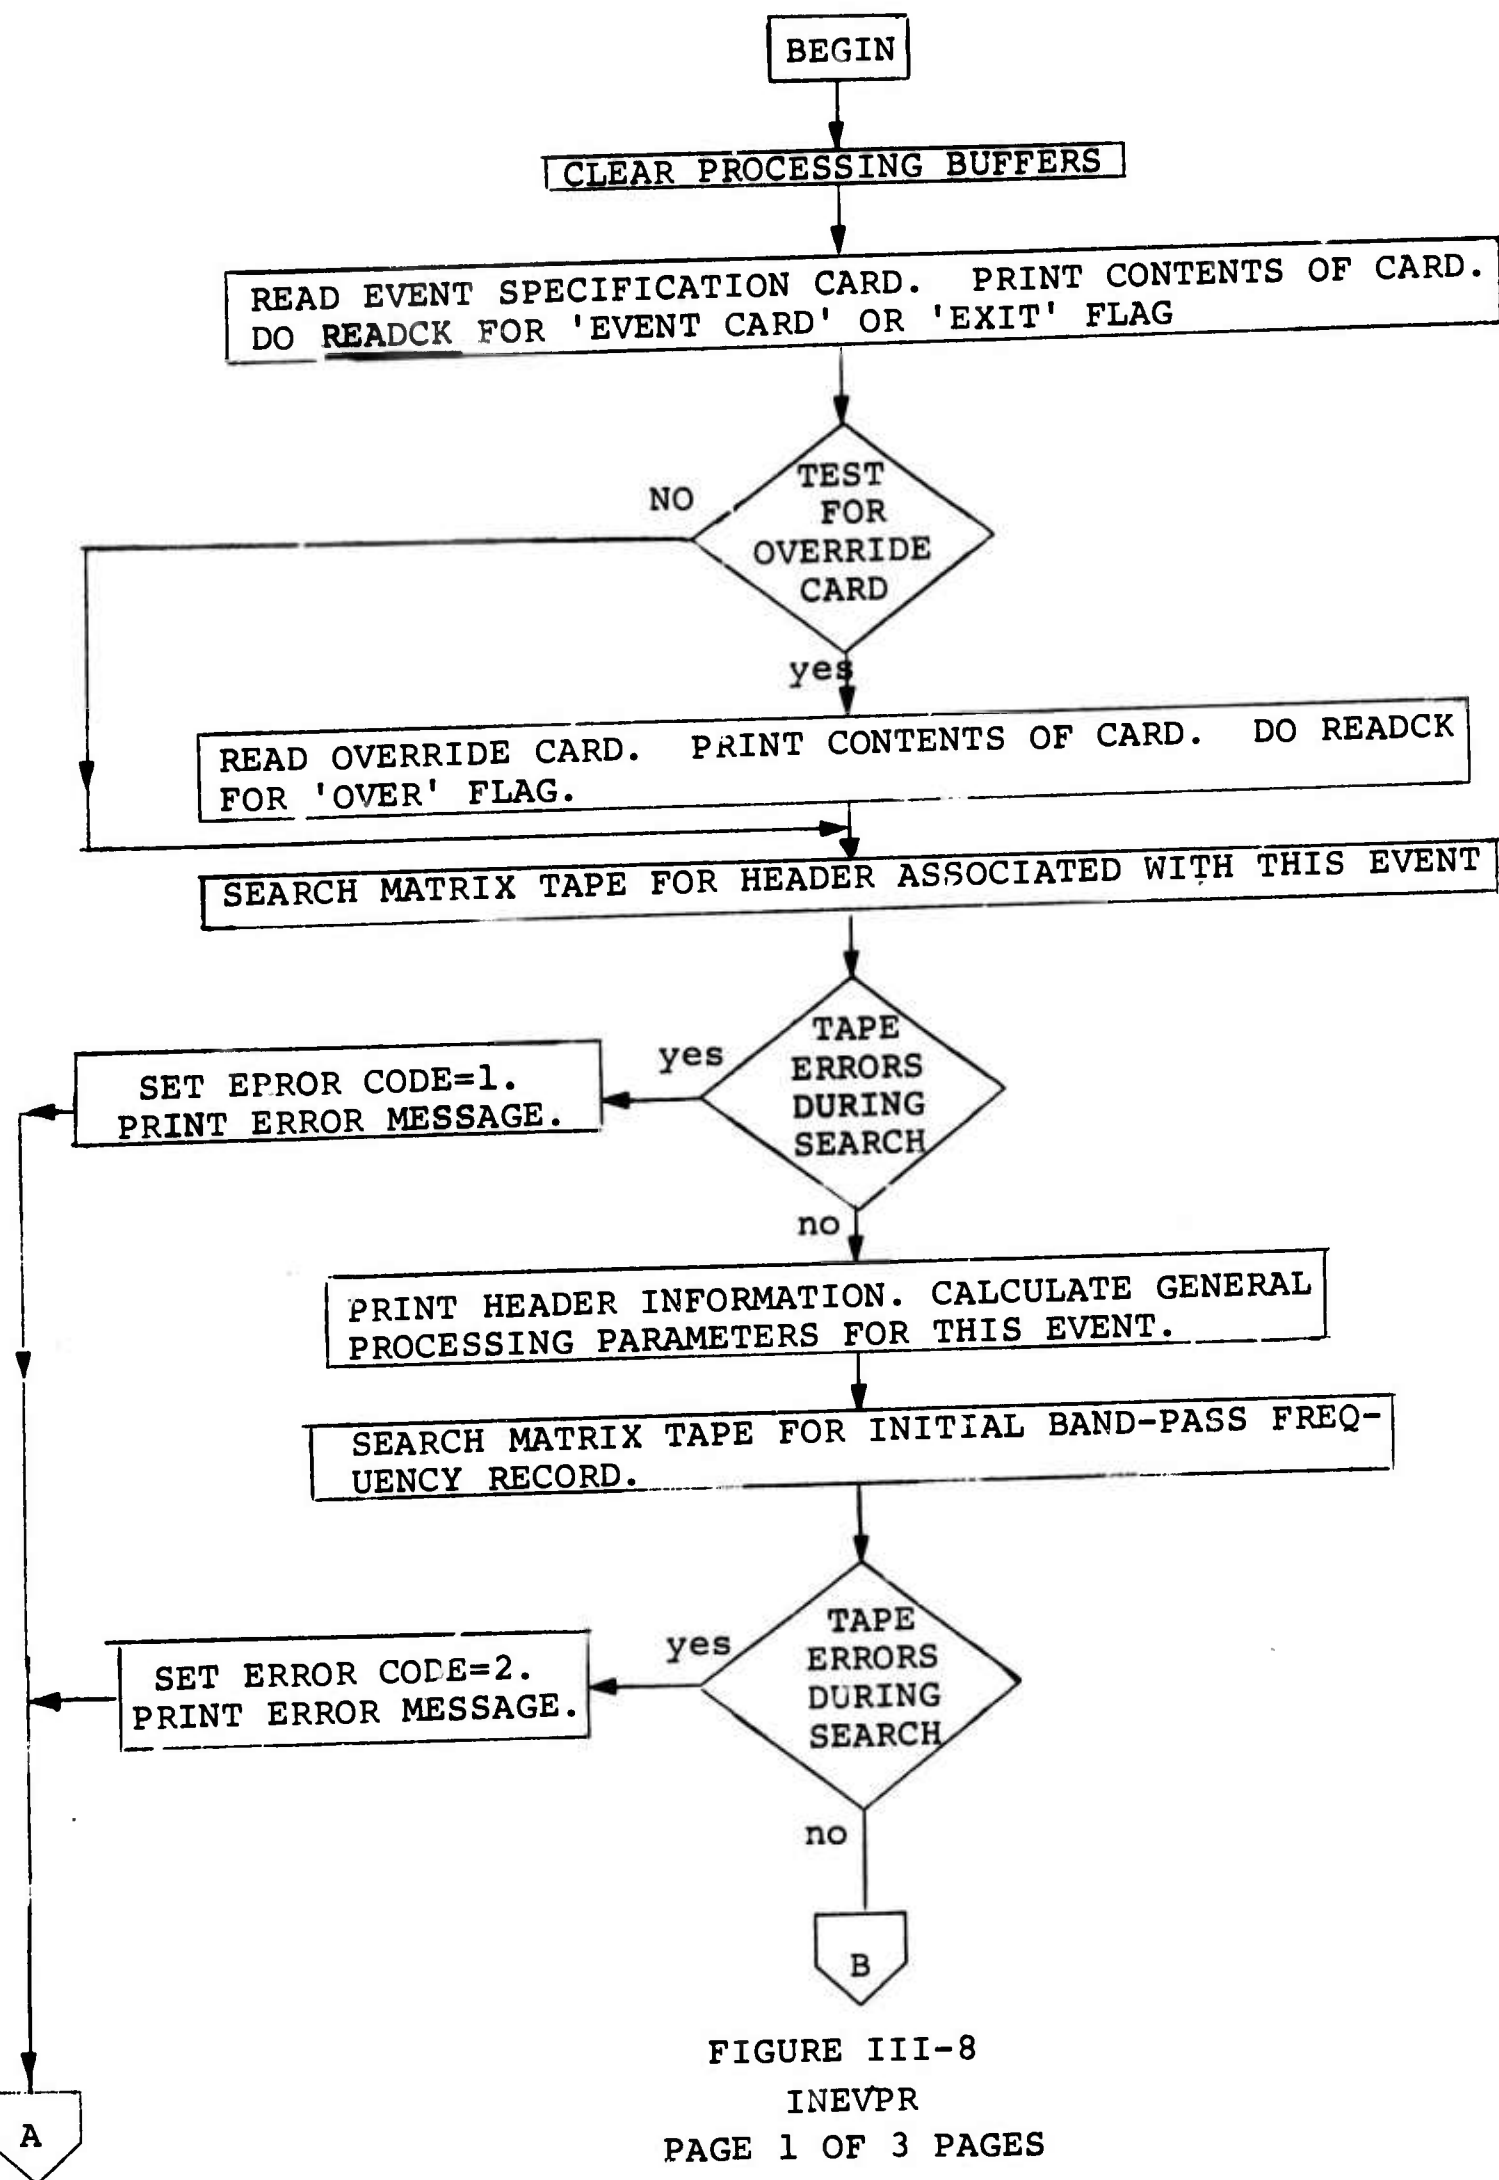 BEGIN
CLEAR PROCESSING BUFFERS
READ EVENT SPECIFICATION CARD. PRINT CONTENTS OF CARD.
DO READCK FOR 'EVENT CARD' OR 'EXIT' FLAG
NO
TEST
FOR
OVERRIDE
CARD
yes
READ OVERRIDE CARD. PRINT CONTENTS OF CARD. DO READCK
FOR 'OVER' FLAG.
SEARCH MATRIX TAPE FOR HEADER ASSOCIATED WITH THIS EVENT
TAPE
ERRORS
DURING
SEARCH
yes
SET EPROR CODE=1.
PRINT ERROR MESSAGE.
no
PRINT HEADER INFORMATION. CALCULATE GENERAL
PROCESSING PARAMETERS FOR THIS EVENT.
SEARCH MATRIX TAPE FOR INITIAL BAND-PASS FREQ-
UENCY RECORD.
TAPE
ERRORS
DURING
SEARCH
yes
SET ERROR CODE=2.
PRINT ERROR MESSAGE.
no
B
A
FIGURE III-8
INEVPR
PAGE 1 OF 3 PAGES